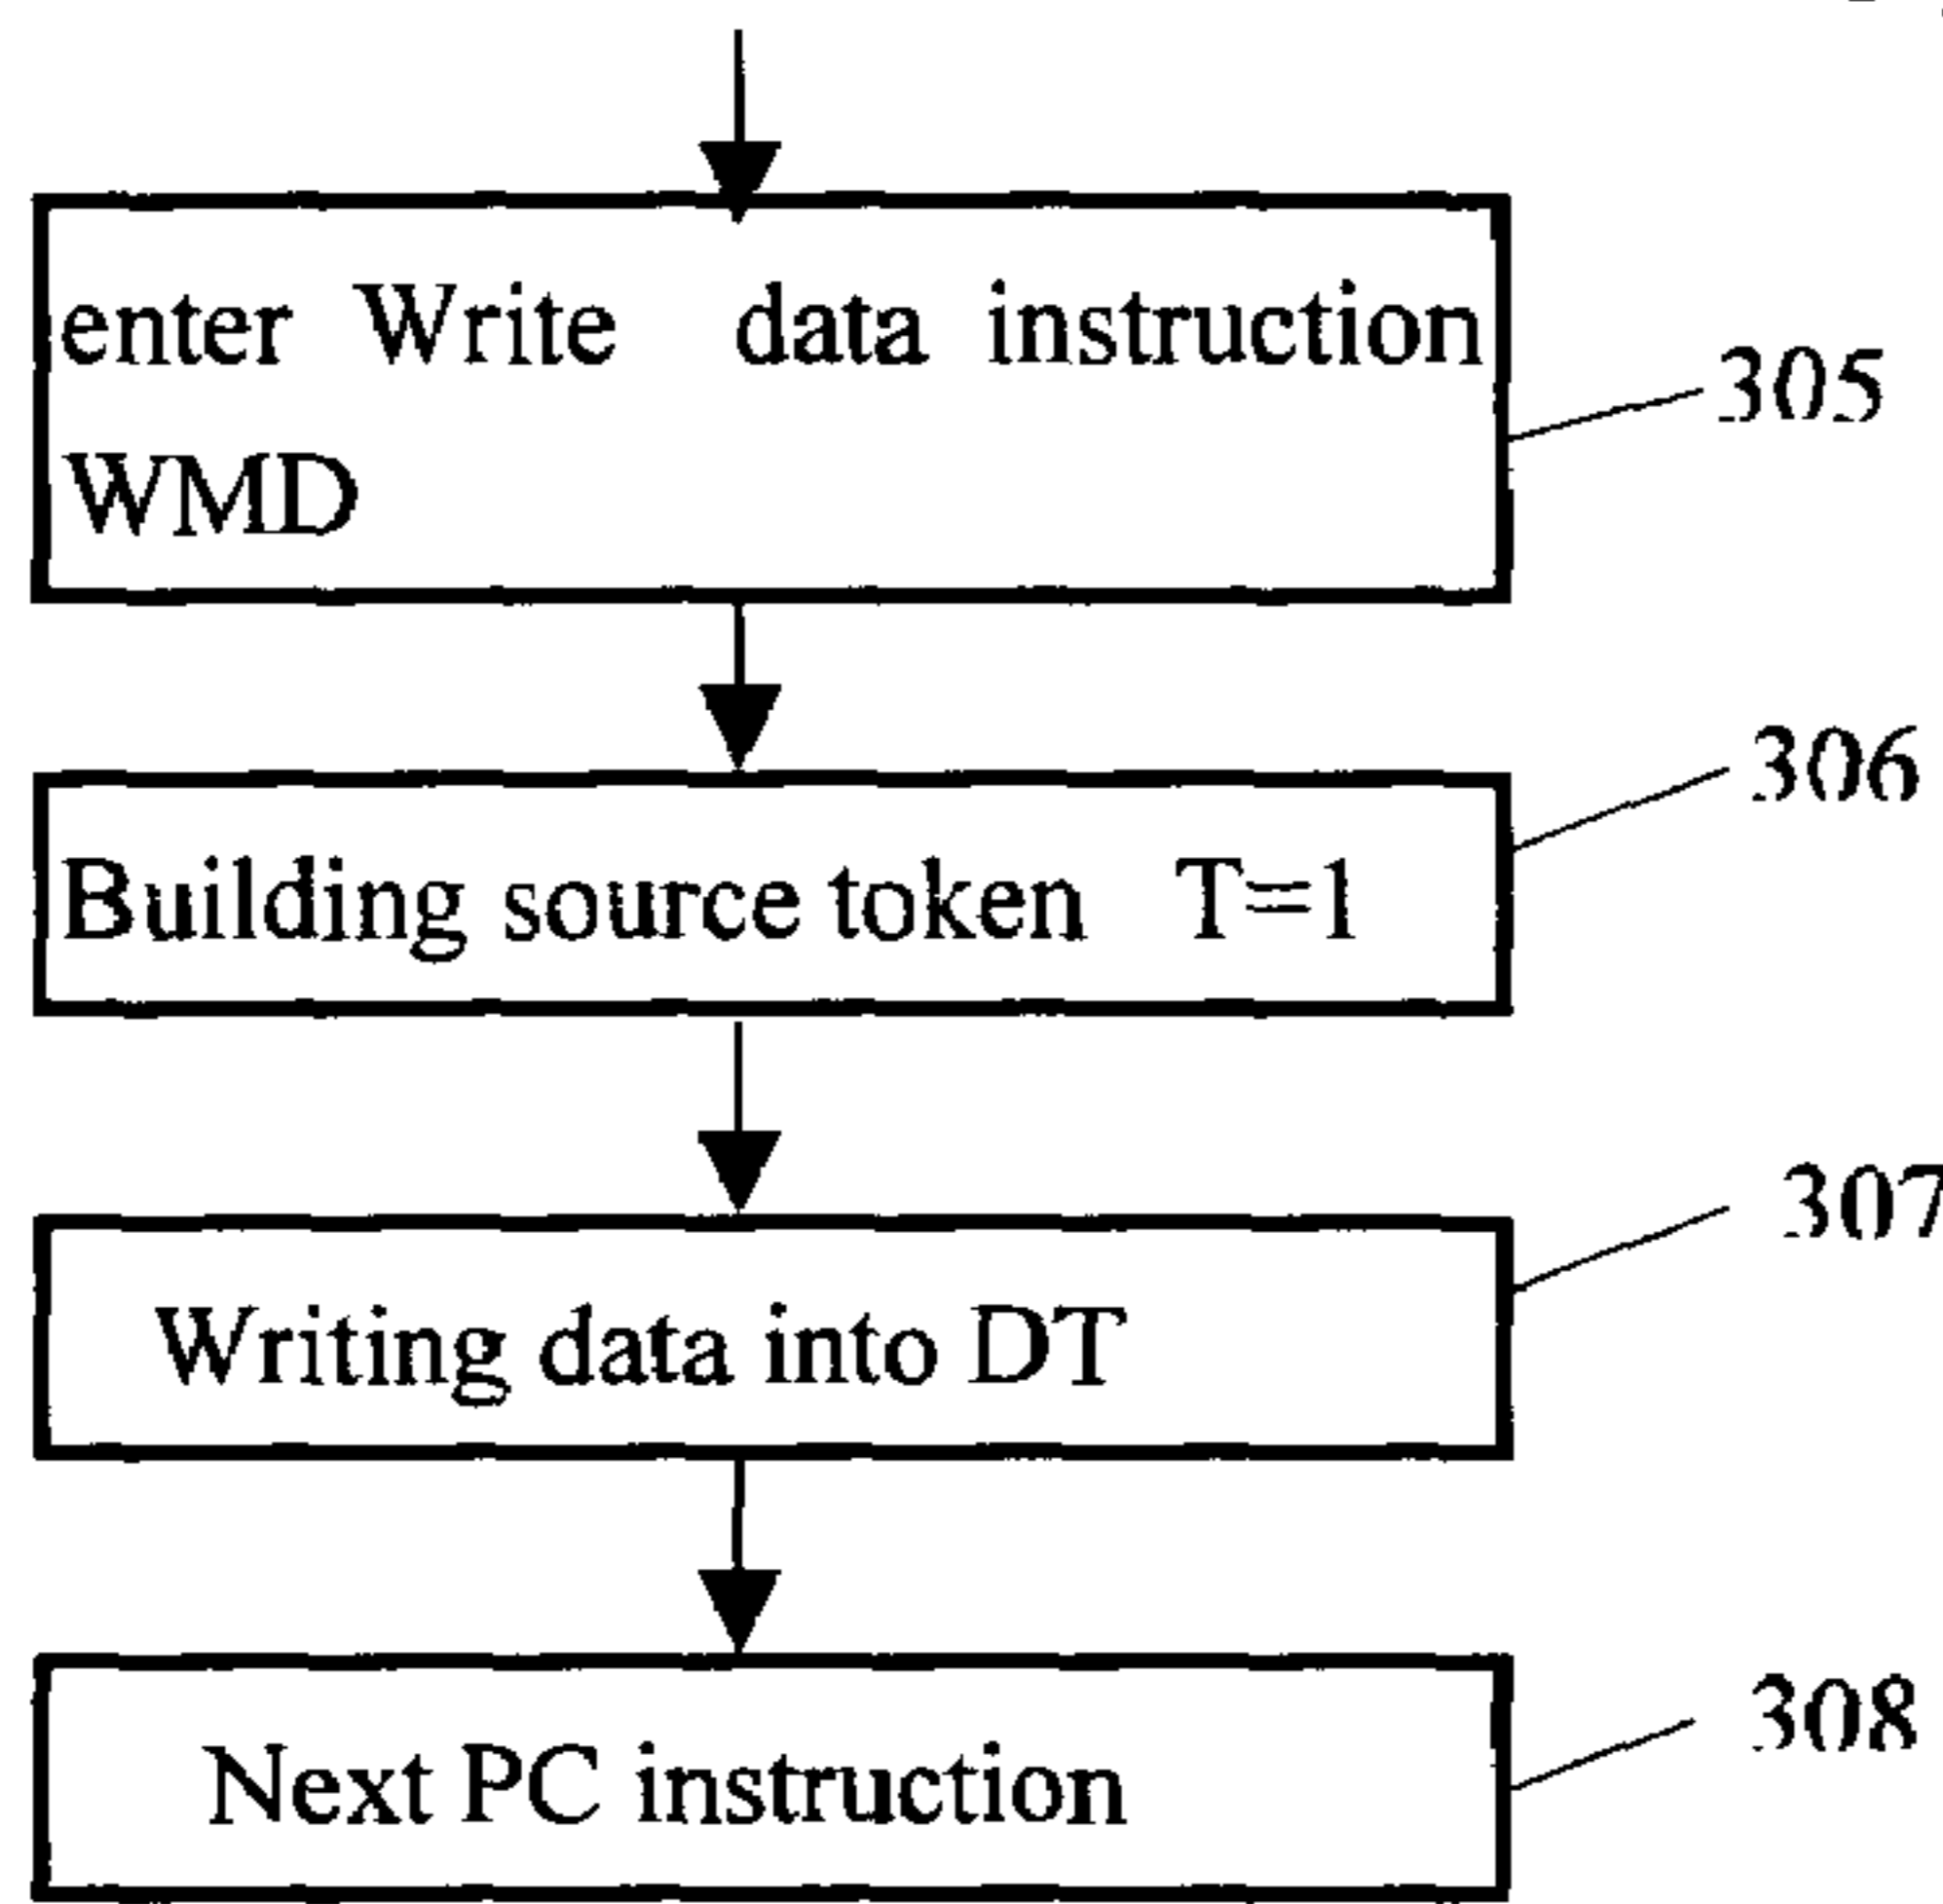 enter Write data instruction
WMD
305
306
Building source token T=1
307
Writing data into DT
308
Next PC instruction